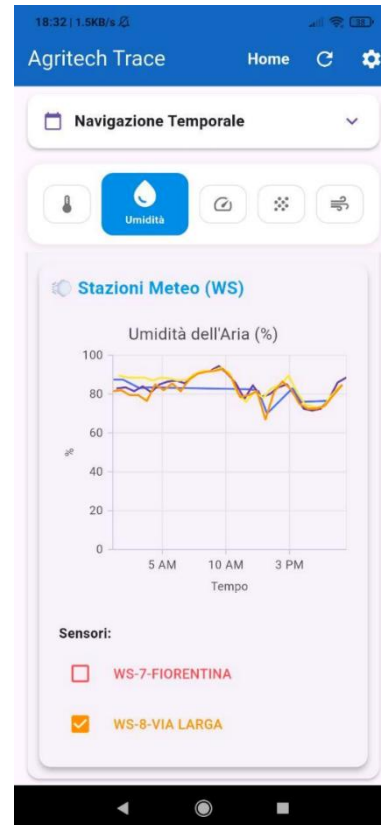 18:32 | 1.5KB/s
Agritech Trace Home
Navigazione Temporale
Umidità
Stazioni Meteo (WS)
Umidità dell'Aria (%)
100
80
60
40
20
0
%
5 AM 10 AM 3 PM
Tempo
Sensori:
WS-7-FIORENTINA
WS-8-VIA LARGA